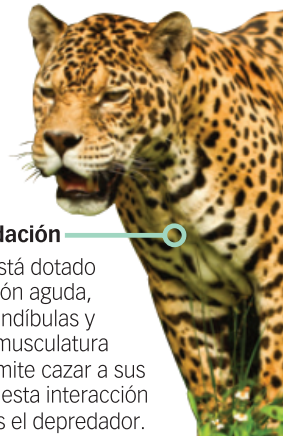 dación
stá dotado
ón aguda,
ndíbulas y
musculatura
mite cazar a sus
esta interacción
s el depredador.